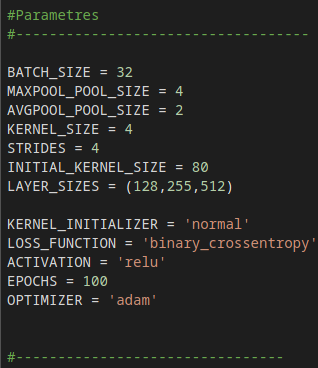 #Parametres
#-----------------------------------
BATCH_SIZE = 32
MAXPOOL_POOL_SIZE = 4
AVGPOOL_POOL_SIZE = 2
KERNEL_SIZE = 4
STRIDES = 4
INITIAL_KERNEL_SIZE = 80
LAYER_SIZES = (128,255,512)
KERNEL_INITIALIZER = 'normal'
LOSS_FUNCTION = 'binary_crossentropy'
ACTIVATION = 'relu'
EPOCHS = 100
OPTIMIZER = 'adam'
#--------------------------------